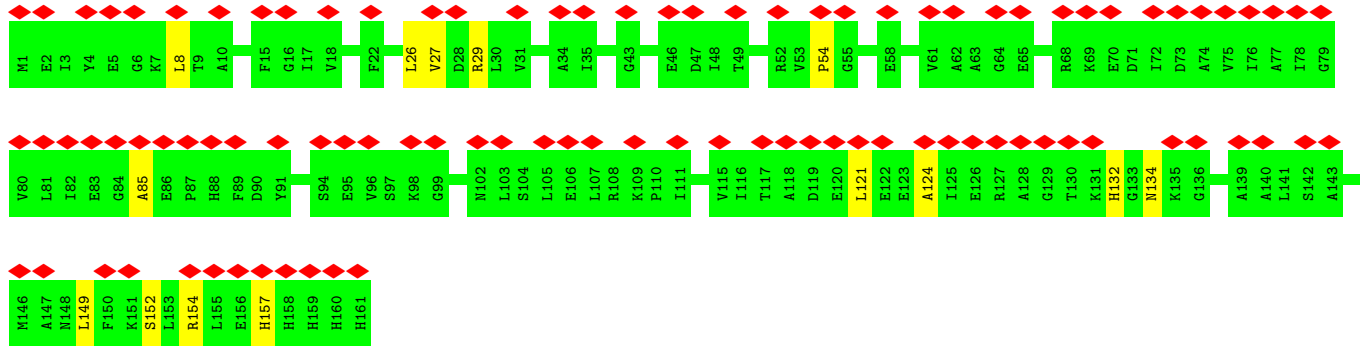 M1 E2 I3 Y4 E5 G6 K7 L8 T9 A10 F15 G16 I17 V18 F22 L26 V27 D28 R29 L30 V31 A34 I35 G43 E46 D47 I48 T49 R52 V53 P54 G55 E58 V61 A62 A63 G64 E65 R68 K69 E70 D71 I72 D73 A74 V75 I76 A77 I78 G79
V80 L81 I82 E83 G84 A85 E86 P87 H88 F89 D90 Y91 S94 E95 V96 S97 K98 G99 N102 L103 S104 L105 E106 L107 R108 K109 P110 I111 V115 I116 T117 A118 D119 E120 L121 E122 E123 A124 I125 E126 R127 A128 G129 T130 K131 H132 G133 N134 K135 G136 A139 A140 L141 S142 A143
M146 A147 N148 L149 F150 K151 S152 L153 R154 L155 E156 H157 H158 H159 H160 H161